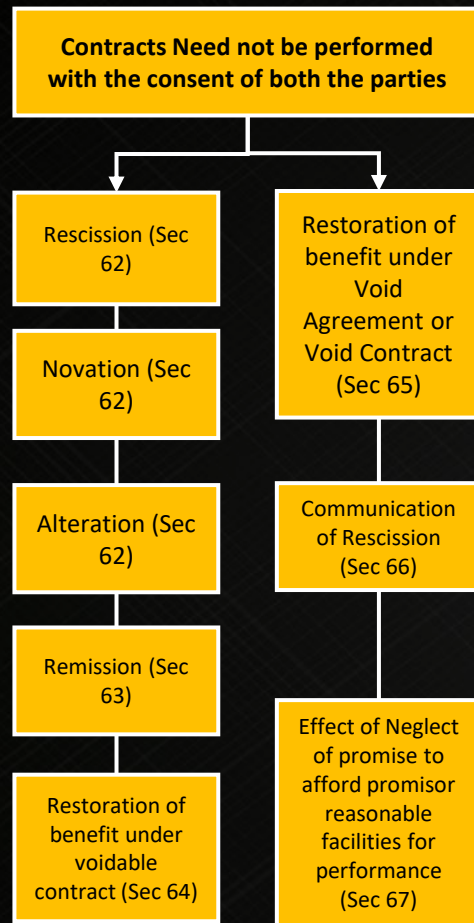 Contracts Need not be performed
with the consent of both the parties
Rescission (Sec
62)
Novation (Sec
62)
Alteration (Sec
62)
Remission (Sec
63)
Restoration of
benefit under
voidable
contract (Sec 64)
Restoration of
benefit under
Void
Agreement or
Void Contract
(Sec 65)
Communication
of Rescission
(Sec 66)
Effect of Neglect
of promise to
afford promisor
reasonable
facilities for
performance
(Sec 67)